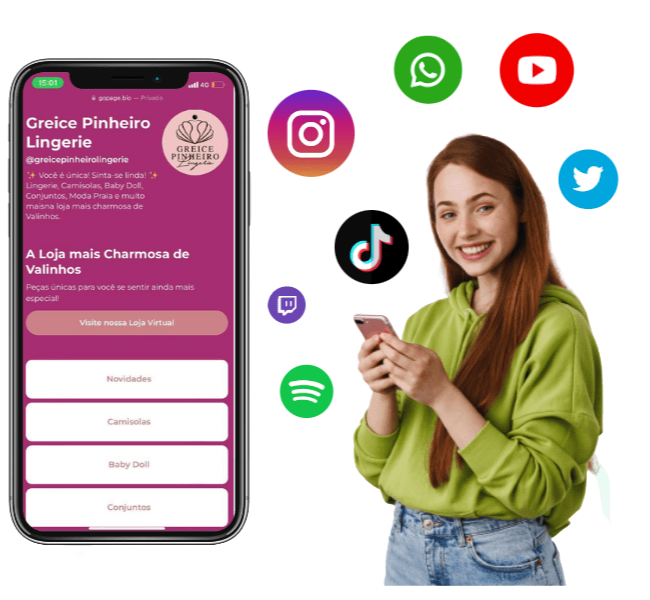 15:01
4G
gopage.bio — Privado
Greice Pinheiro
Lingerie
@greicepinheirolingerie
GREICE
PINHEIRO
Lingerie
✨ Você é única! Sinta-se linda! ✨
Lingerie, Camisolas, Baby Doll,
Conjuntos, Moda Praia e muito
maisna loja mais charmosa de
Valinhos.
A Loja mais Charmosa de
Valinhos
Peças únicas para você se sentir ainda mais
especial!
Visite nossa Loja Virtual
Novidades
Camisolas
Baby Doll
Conjuntos